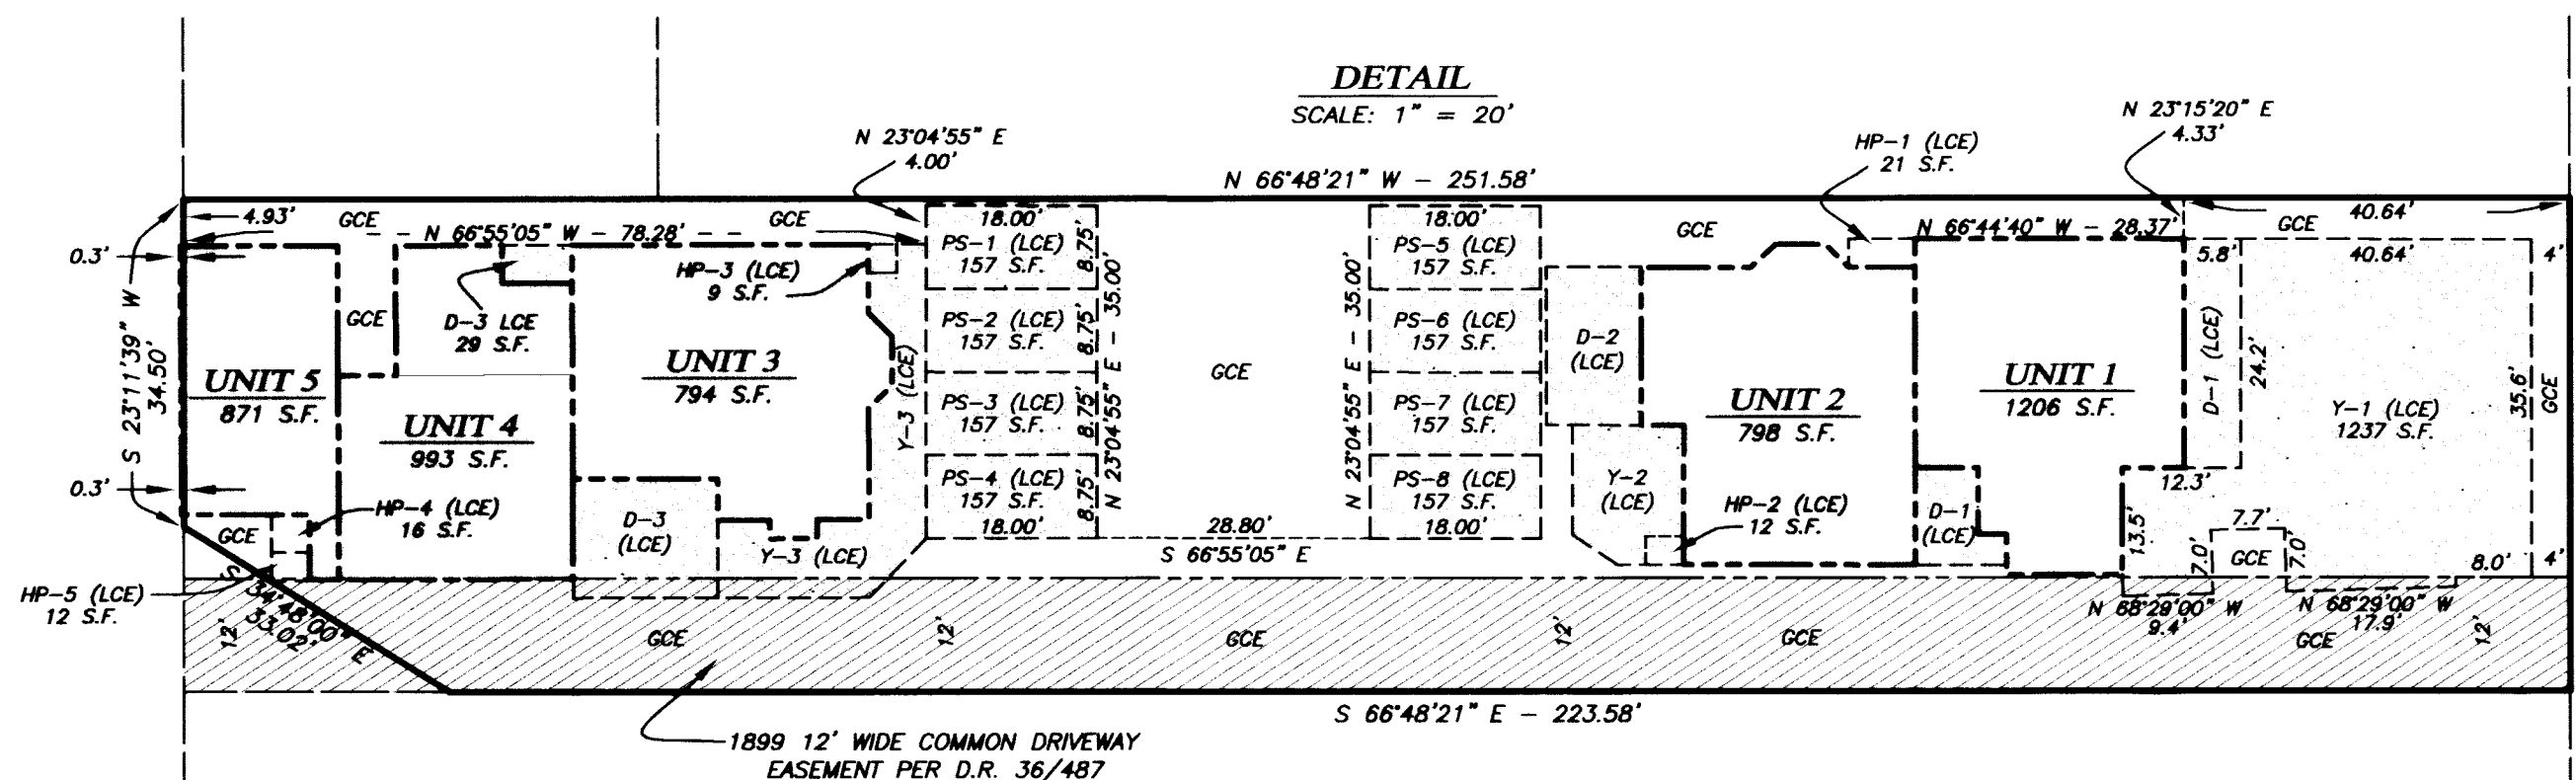 DETAIL
SCALE: 1" = 20'
N 23°04'55" E
4.00'
N 66°48'21" W - 251.58'
HP-1 (LCE)
21 S.F.
N 23°15'20" E
4.33'
4.93'
GCE
GCE
N 66°55'05" W - 78.28'
0.3'
S 23°11'39" W
34.50'
0.3'
UNIT 5
871 S.F.
GCE
D-3 LCE
29 S.F.
UNIT 4
993 S.F.
UNIT 3
794 S.F.
HP-3 (LCE)
9 S.F.
Y-3 (LCE)
HP-4 (LCE)
16 S.F.
GCE
HP-5 (LCE)
12 S.F.
D-3
(LCE)
Y-3 (LCE)
18.00'
PS-1 (LCE)
157 S.F.
8.75'
PS-2 (LCE)
157 S.F.
8.75'
PS-3 (LCE)
157 S.F.
8.75'
PS-4 (LCE)
157 S.F.
8.75'
18.00'
N 23°04'55" E - 35.00'
GCE
28.80'
S 66°55'05" E
N 23°04'55" E - 35.00'
18.00'
PS-5 (LCE)
157 S.F.
PS-6 (LCE)
157 S.F.
PS-7 (LCE)
157 S.F.
PS-8 (LCE)
157 S.F.
18.00'
GCE
D-2
(LCE)
Y-2
(LCE)
UNIT 2
798 S.F.
HP-2 (LCE)
12 S.F.
N 66°44'40" W - 28.37'
UNIT 1
1206 S.F.
D-1
(LCE)
40.64'
GCE
5.8'
40.64'
4'
D-1 (LCE)
24.2'
Y-1 (LCE)
1237 S.F.
35.6'
GCE
12.3'
13.5'
7.7'
7.0'
GCE
7.0'
8.0'
4'
N 68°29'00" W
9.4'
N 68°29'00" W
17.9'
S 34°48'00" E
33.02'
12'
GCE
12'
GCE
12'
GCE
GCE
12'
S 66°48'21" E - 223.58'
1899 12' WIDE COMMON DRIVEWAY
EASEMENT PER D.R. 36/487